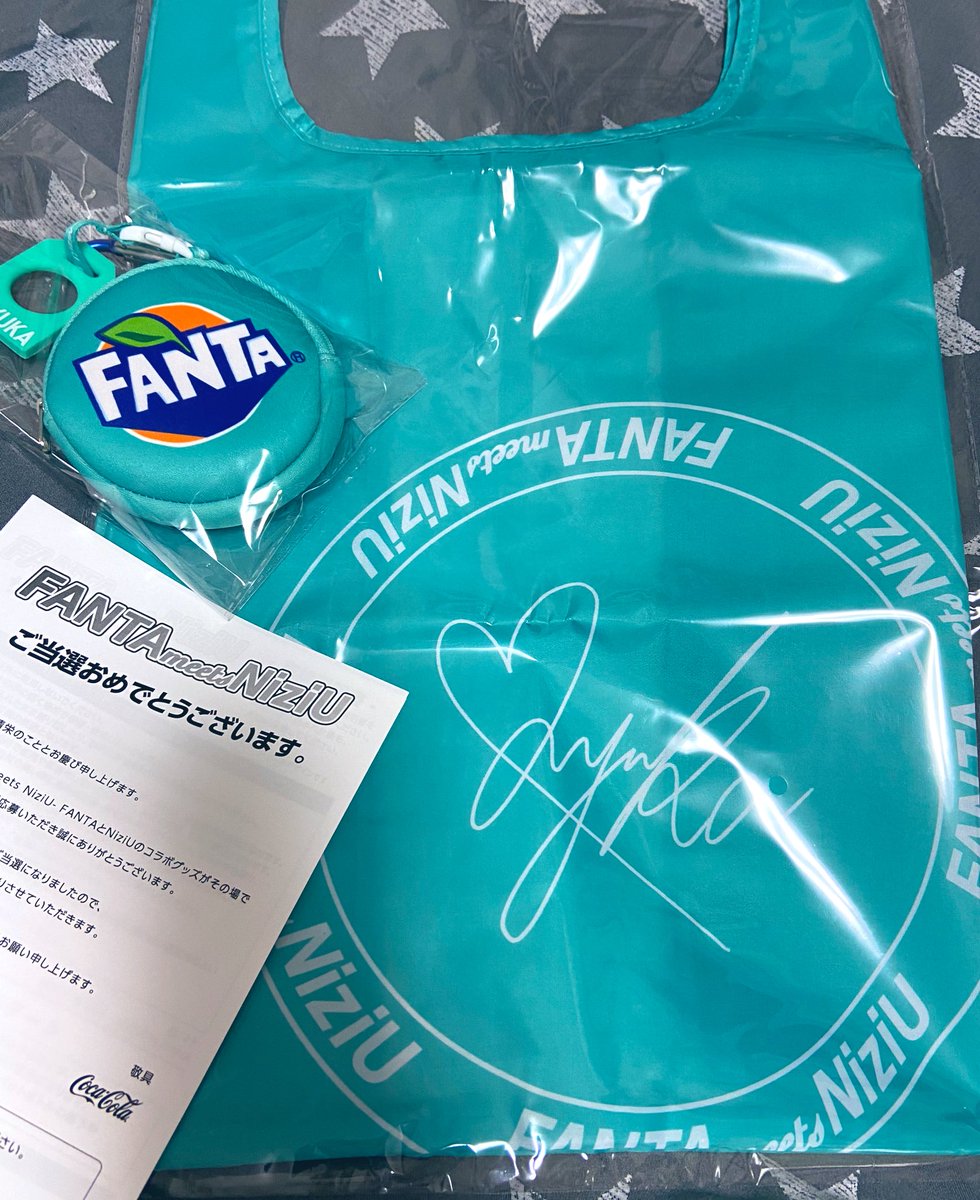 UKA
FANTA®
FANTA meets NiziU
NiziU
meets
FANTA
NiziU
FANTA
meets NiziU
FANTA meets NiziU
ご当選おめでとうございます。
栄のこととお慶び申し上げます。
eets NiziU- FANTAとNiziUのコラボグッズがその場で
応募いただき誠にありがとうございます。
ご当選になりましたので、
りさせていただきます。
お願い申し上げます。
敬具
Coca-Cola
さい。